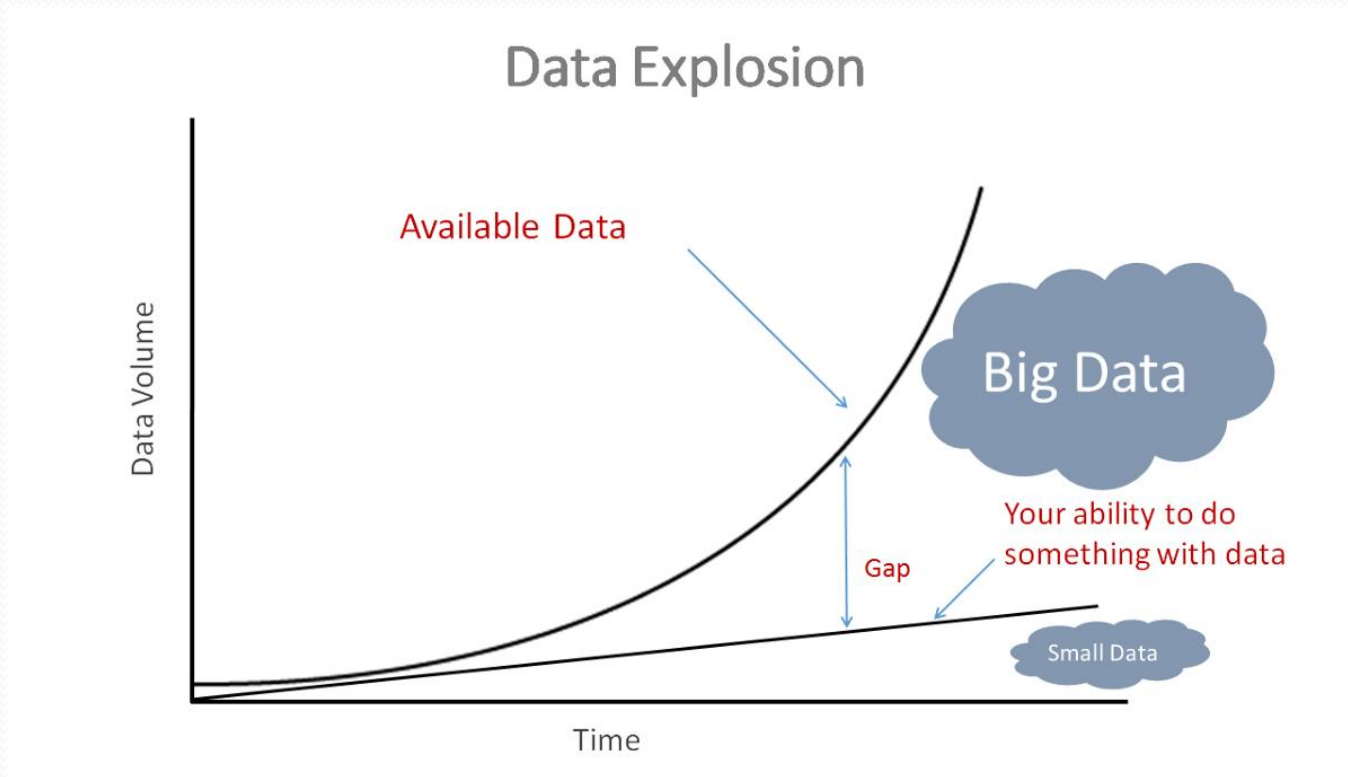 Data Explosion
Available Data
Data Volume
Big Data
Your ability to do
something with data
Gap
Small Data
Time